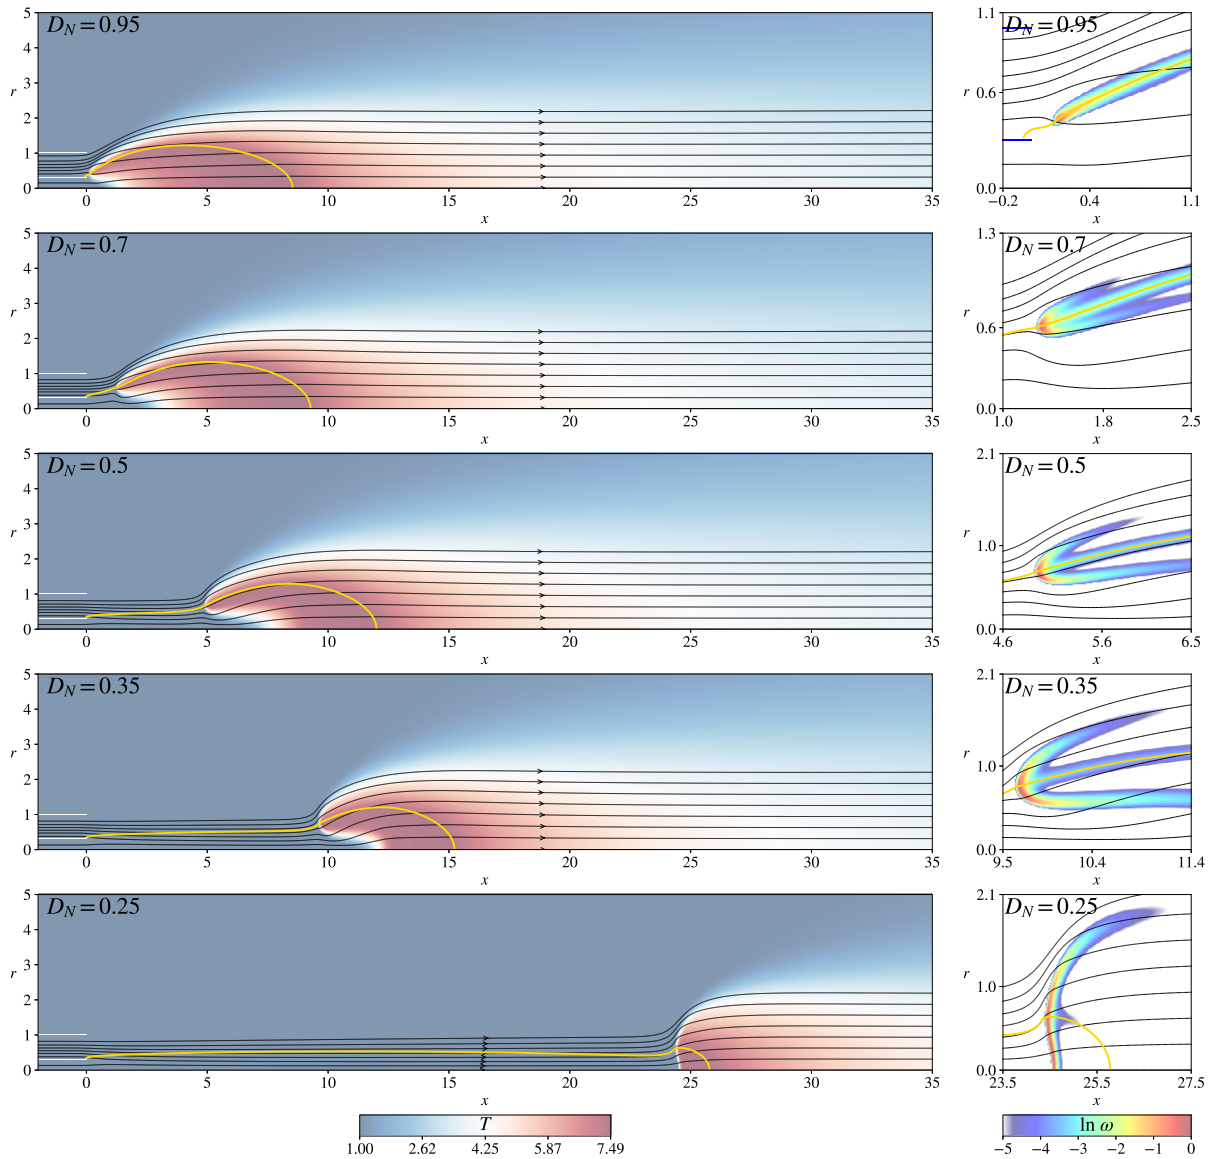 D_N = 0.95
5
4
r 3
2
1
0
0 5 10 15 20 25 30 35
x
D_N = 0.95
1.1
r 0.6
0.0
−0.2 0.4 1.1
x
D_N = 0.7
5
4
r 3
2
1
0
0 5 10 15 20 25 30 35
x
D_N = 0.7
1.3
r 0.6
0.0
1.0 1.8 2.5
x
D_N = 0.5
5
4
r 3
2
1
0
0 5 10 15 20 25 30 35
x
D_N = 0.5
2.1
r 1.0
0.0
4.6 5.6 6.5
x
D_N = 0.35
5
4
r 3
2
1
0
0 5 10 15 20 25 30 35
x
D_N = 0.35
2.1
r 1.0
0.0
9.5 10.4 11.4
x
D_N = 0.25
5
4
r 3
2
1
0
0 5 10 15 20 25 30 35
x
D_N = 0.25
2.1
r 1.0
0.0
23.5 25.5 27.5
x
T
1.00 2.62 4.25 5.87 7.49
ln ω
−5 −4 −3 −2 −1 0